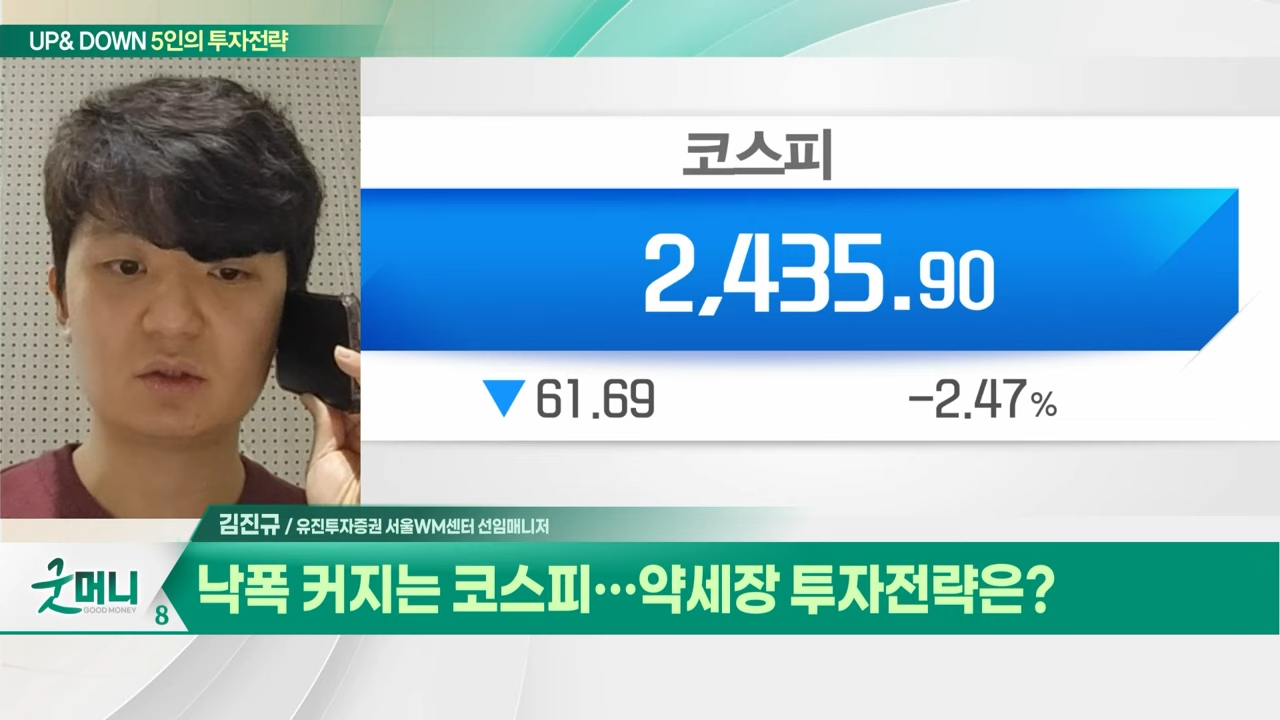 UP& DOWN 5인의 투자전략
코스피
2,435.90
▼ 61.69 -2.47%
김진규 / 유진투자증권 서울WM센터 선임매니저
낙폭 커지는 코스피…약세장 투자전략은?
굿머니
GOOD MONEY
8